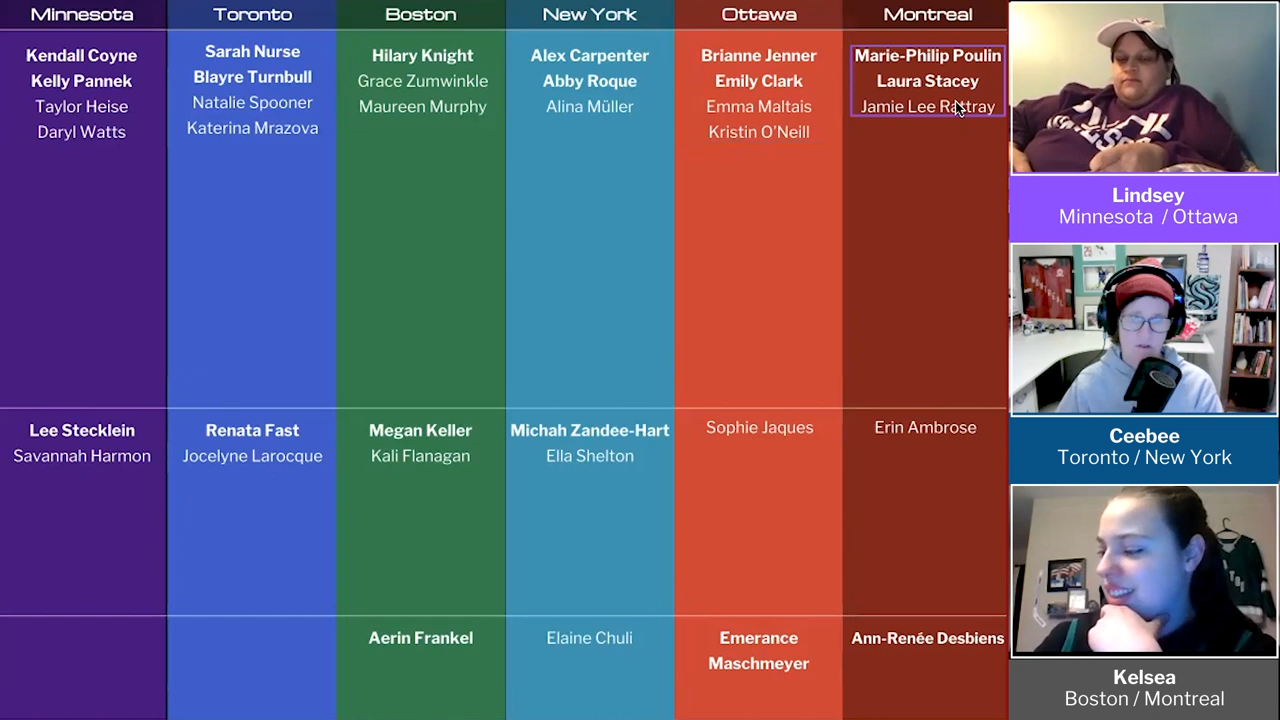 Minnesota
Kendall Coyne
Kelly Pannek
Taylor Heise
Daryl Watts
Lee Stecklein
Savannah Harmon
Toronto
Sarah Nurse
Blayre Turnbull
Natalie Spooner
Katerina Mrazova
Renata Fast
Jocelyne Larocque
Boston
Hilary Knight
Grace Zumwinkle
Maureen Murphy
Megan Keller
Kali Flanagan
Aerin Frankel
New York
Alex Carpenter
Abby Roque
Alina Müller
Michah Zandee-Hart
Ella Shelton
Elaine Chuli
Ottawa
Brianne Jenner
Emily Clark
Emma Maltais
Kristin O'Neill
Sophie Jaques
Emerance
Maschmeyer
Montreal
Marie-Philip Poulin
Laura Stacey
Jamie Lee Rattray
Erin Ambrose
Ann-Renée Desbiens
Lindsey
Minnesota / Ottawa
Ceebee
Toronto / New York
Kelsea
Boston / Montreal